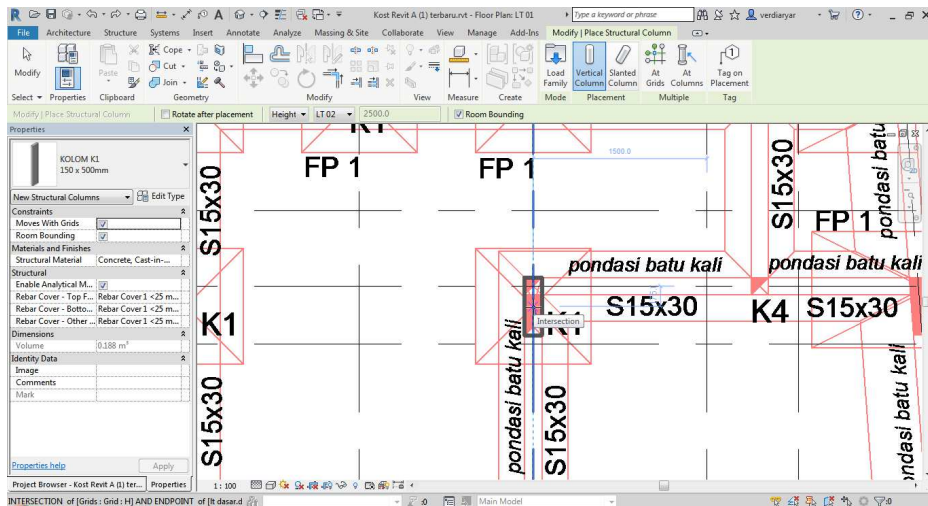 Kost Revit A (1) terbaru.rvt - Floor Plan: LT 01
Type a keyword or phrase
verdiaryar
File Architecture Structure Systems Insert Annotate Analyze Massing & Site Collaborate View Manage Add-Ins Modify | Place Structural Column
Modify
Paste
Cope
Cut
Join
Load Family
Vertical Column
Slanted Column
At Grids
At Columns
Tag on Placement
Select Properties Clipboard Geometry Modify View Measure Create Mode Placement Multiple Tag
Modify | Place Structural Column
Rotate after placement
Height
LT 02
2500.0
Room Bounding
Properties
KOLOM K1
150 x 500mm
New Structural Columns
Edit Type
Constraints
Moves With Grids
Room Bounding
Materials and Finishes
Structural Material Concrete, Cast-in-...
Structural
Enable Analytical M...
Rebar Cover - Top F... Rebar Cover 1 <25 m...
Rebar Cover - Botto... Rebar Cover 1 <25 m...
Rebar Cover - Other ... Rebar Cover 1 <25 m...
Dimensions
Volume 0.188 m³
Identity Data
Image
Comments
Mark
Properties help
Apply
Project Browser - Kost Revit A (1) ter...
Properties
K1
1500.0
FP 1
FP 1
S15x30
S15x30
pondasi batu
FP 1
pondasi batu kali
pondasi batu kali
S15x30
K4
S15x30
K1
K1
Intersection
S15x30
pondasi batu kali
S15x30
pondasi batu kali
1 : 100
INTERSECTION of [Grids : Grid : H] AND ENDPOINT of [lt dasar.d
:0
Main Model
:0